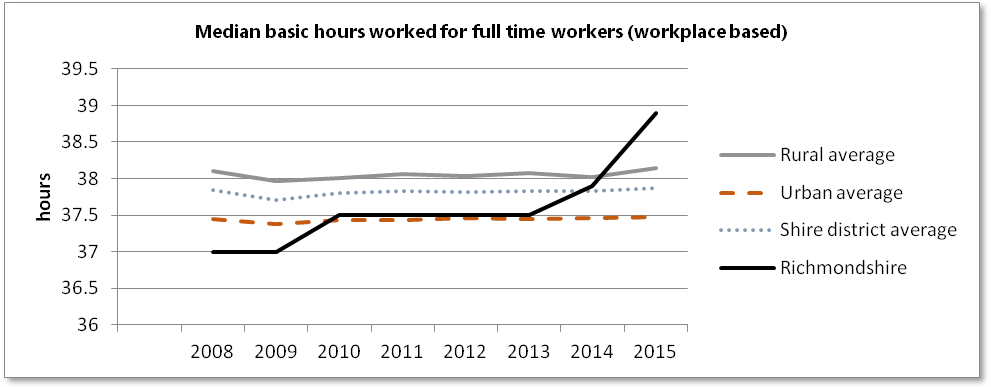 Median basic hours worked for full time workers (workplace based)
39.5
39
38.5
38
37.5
37
36.5
36
hours
2008 2009 2010 2011 2012 2013 2014 2015
Rural average
Urban average
Shire district average
Richmondshire